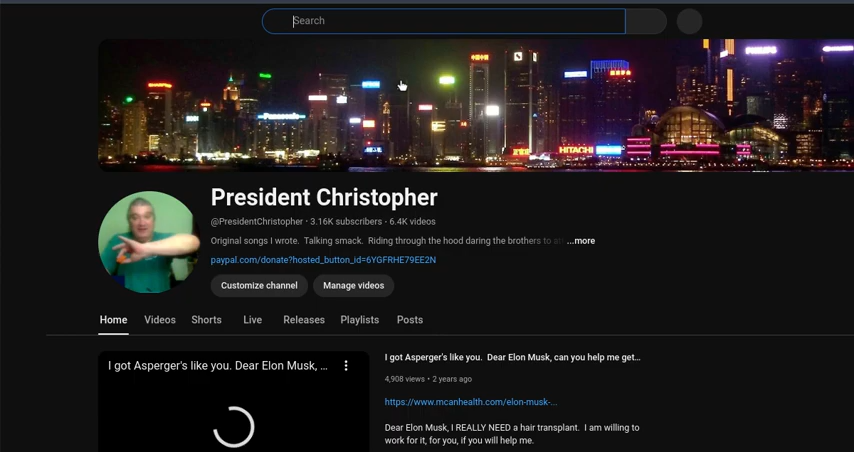 Search
Panasonic
PHILIPS
HITACHI
President Christopher
@PresidentChristopher · 3.16K subscribers · 6.4K videos
Original songs I wrote. Talking smack. Riding through the hood daring the brothers to ...more
paypal.com/donate?hosted_button_id=6YGFRHE79EE2N
Customize channel Manage videos
Home Videos Shorts Live Releases Playlists Posts
I got Asperger's like you. Dear Elon Musk, ...
I got Asperger's like you. Dear Elon Musk, can you help me get...
4,908 views • 2 years ago
https://www.mcanhealth.com/elon-musk-...
Dear Elon Musk, I REALLY NEED a hair transplant. I am willing to
work for it, for you, if you will help me.